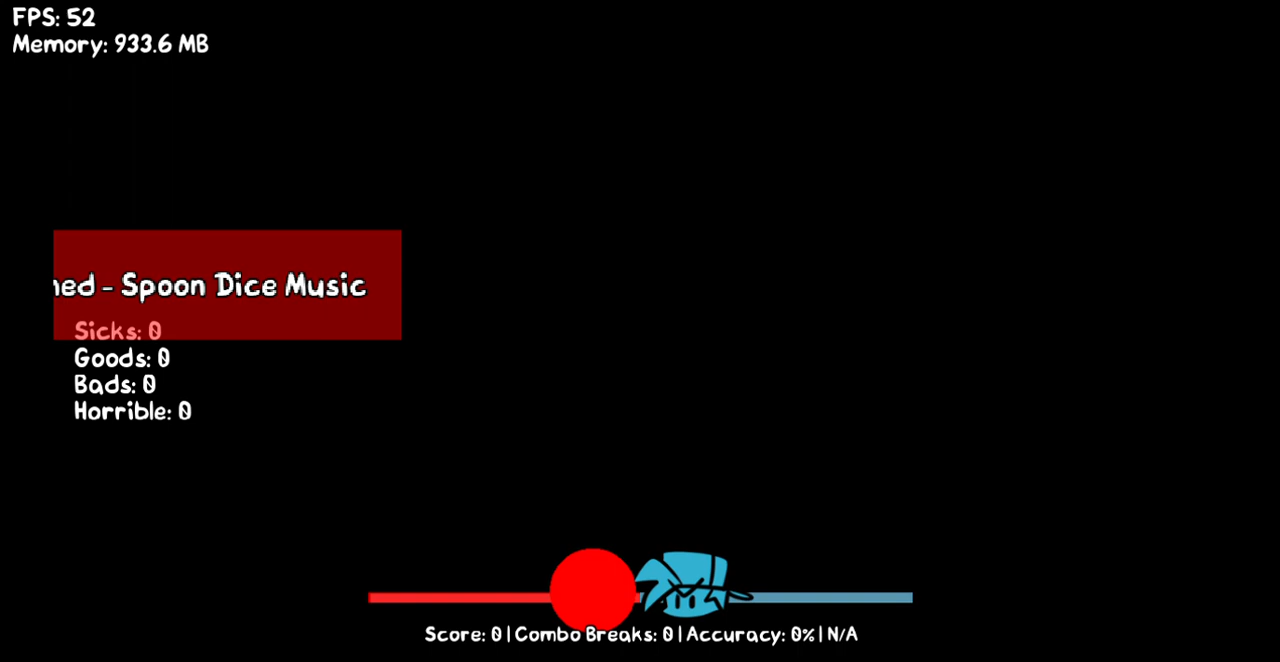 FPS: 52
Memory: 933.6 MB
ned - Spoon Dice Music
Sicks: 0
Goods: 0
Bads: 0
Horrible: 0
Score: 0 | Combo Breaks: 0 | Accuracy: 0% | N/A